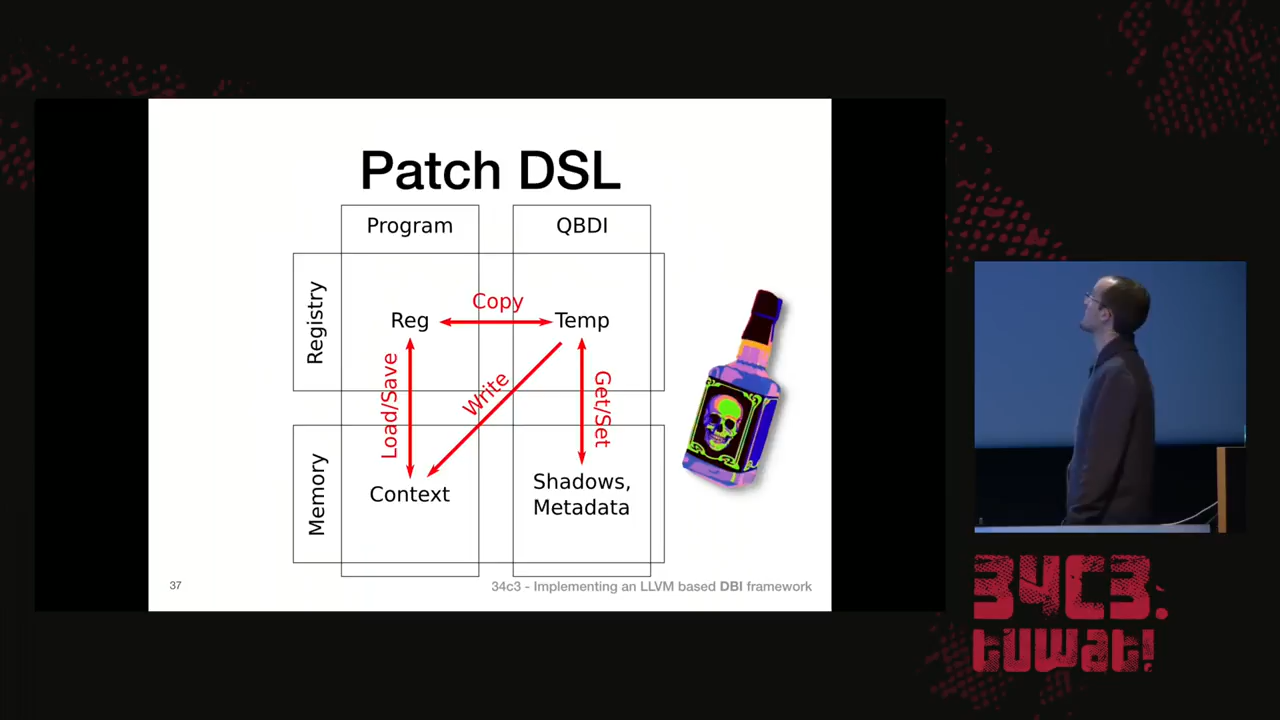 Patch DSL
Program
QBDI
Registry
Copy
Reg
Temp
Load/Save
Write
Get/Set
Memory
Context
Shadows,
Metadata
37
34c3 - Implementing an LLVM based DBI framework
34C3.
tuwat!